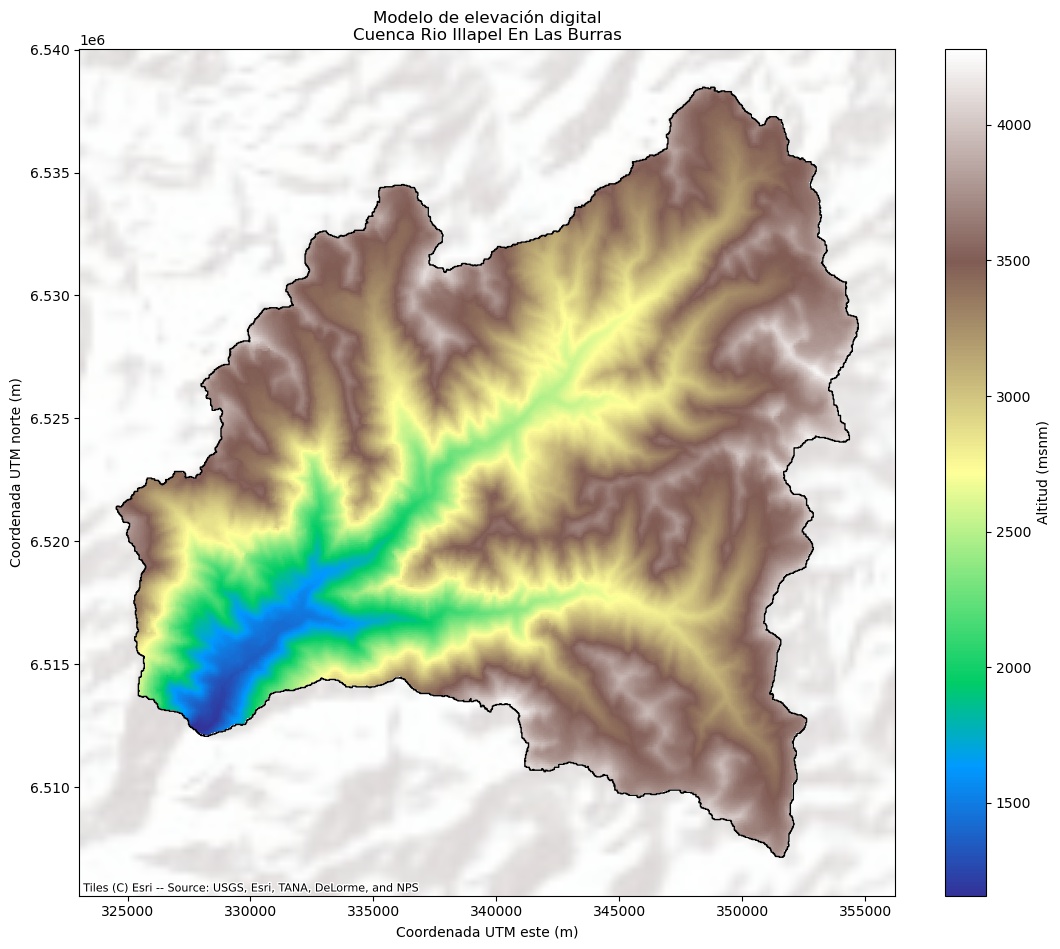 Modelo de elevación digital
Cuenca Rio Illapel En Las Burras
1e6
6.540
6.535
6.530
6.525
6.520
6.515
6.510
Coordenada UTM norte (m)
Tiles (C) Esri -- Source: USGS, Esri, TANA, DeLorme, and NPS
325000 330000 335000 340000 345000 350000 355000
Coordenada UTM este (m)
4000
3500
3000
2500
2000
1500
Altitud (msnm)